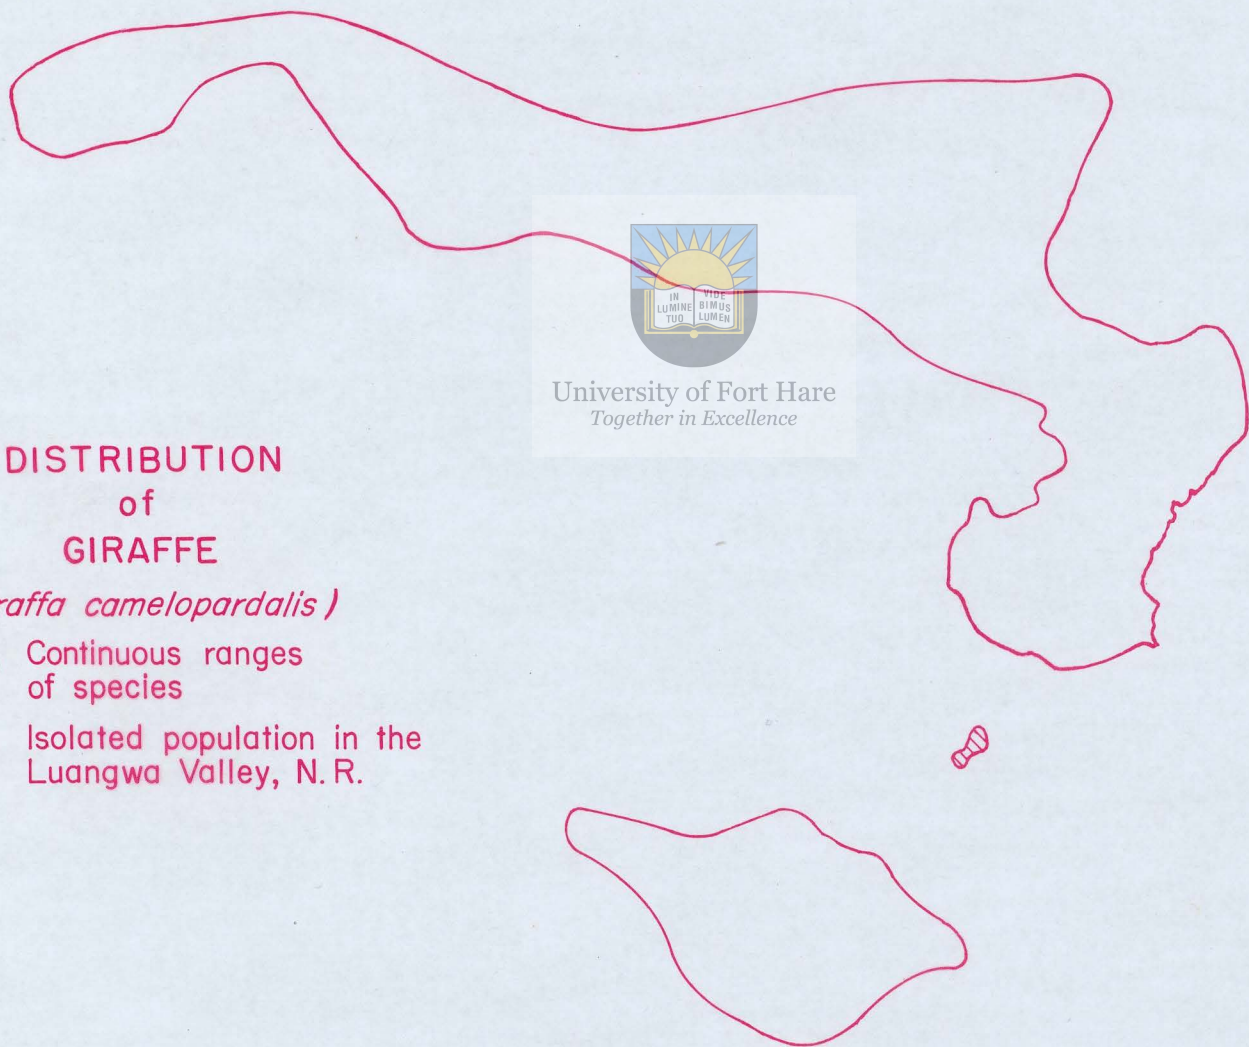 IN
LUMINE
TUO
VIDE
BIMUS
LUMEN
University of Fort Hare
Together in Excellence
DISTRIBUTION
of
GIRAFFE
raffa camelopardalis )
Continuous ranges
of species
Isolated population in the
Luangwa Valley, N. R.